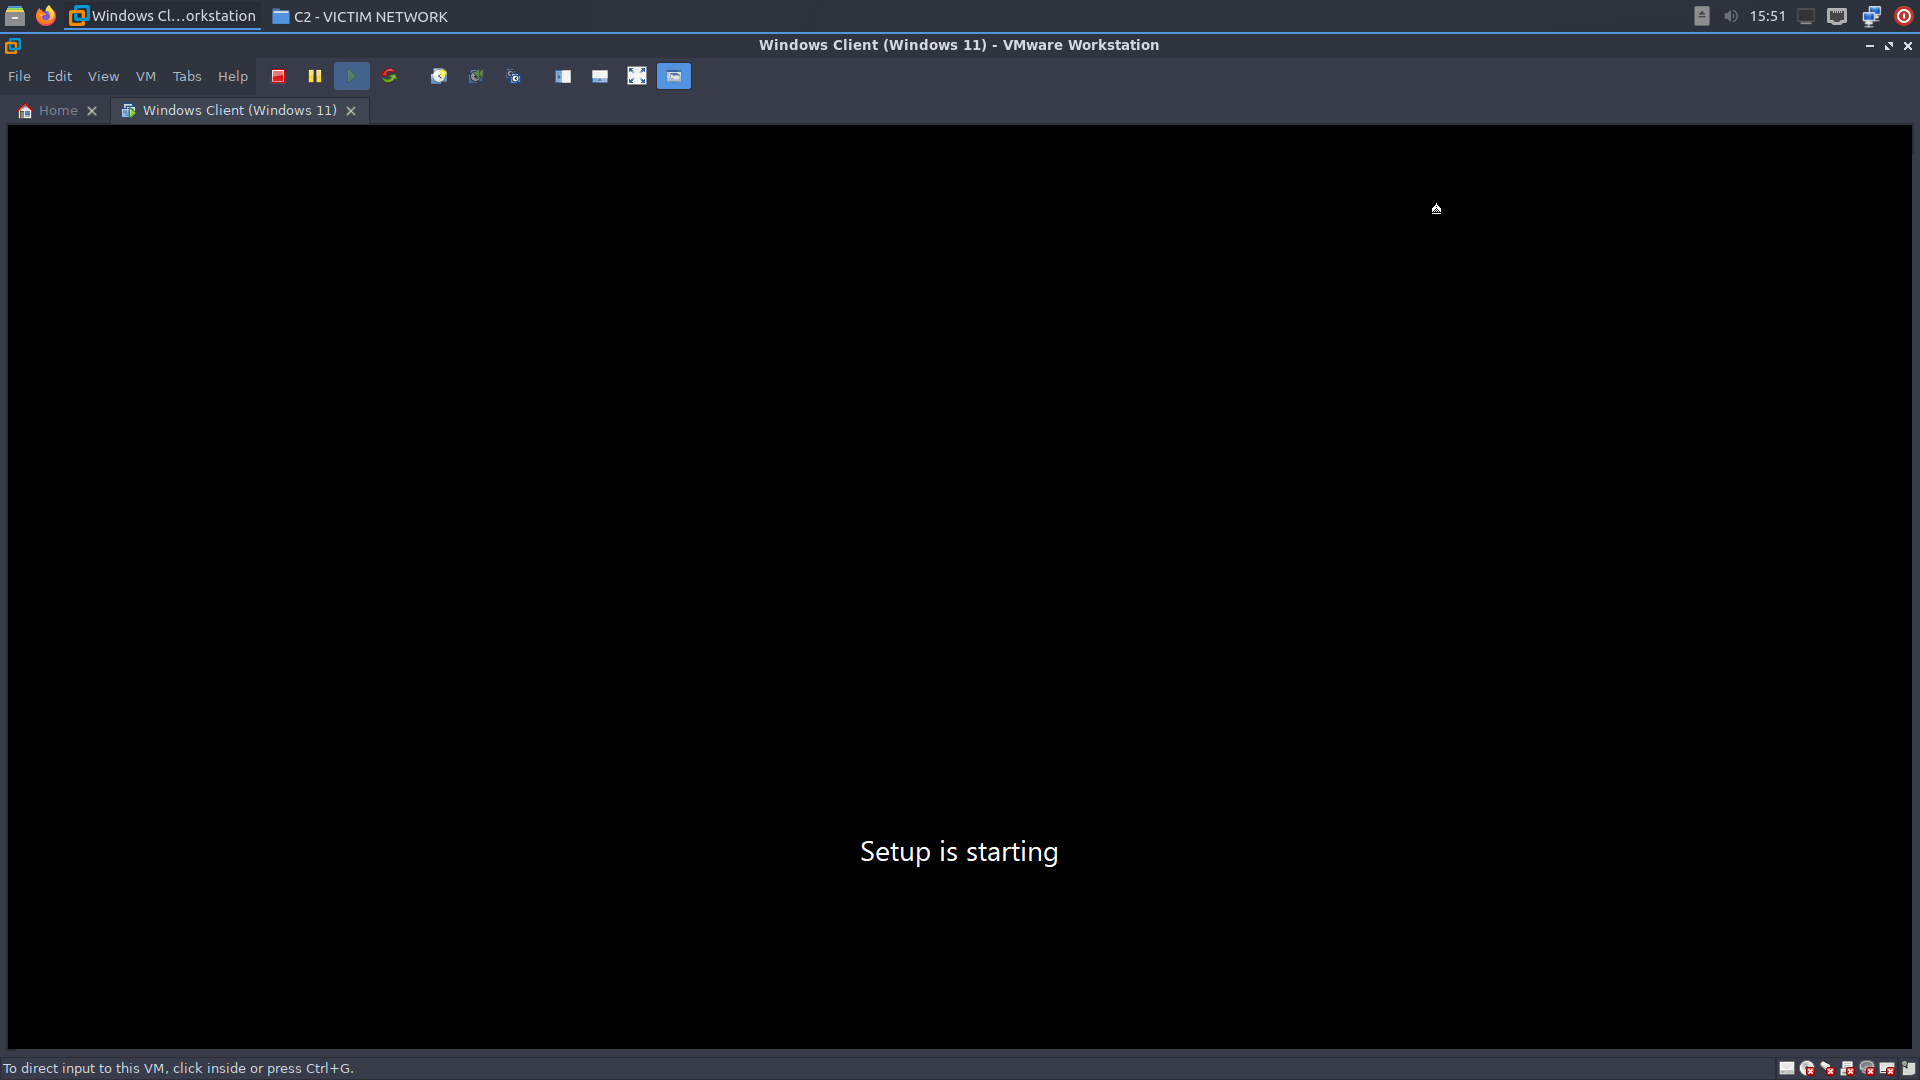 Windows Cl...orkstation
C2 - VICTIM NETWORK
15:51
Windows Client (Windows 11) - VMware Workstation
File Edit View VM Tabs Help
Home
Windows Client (Windows 11)
Setup is starting
To direct input to this VM, click inside or press Ctrl+G.